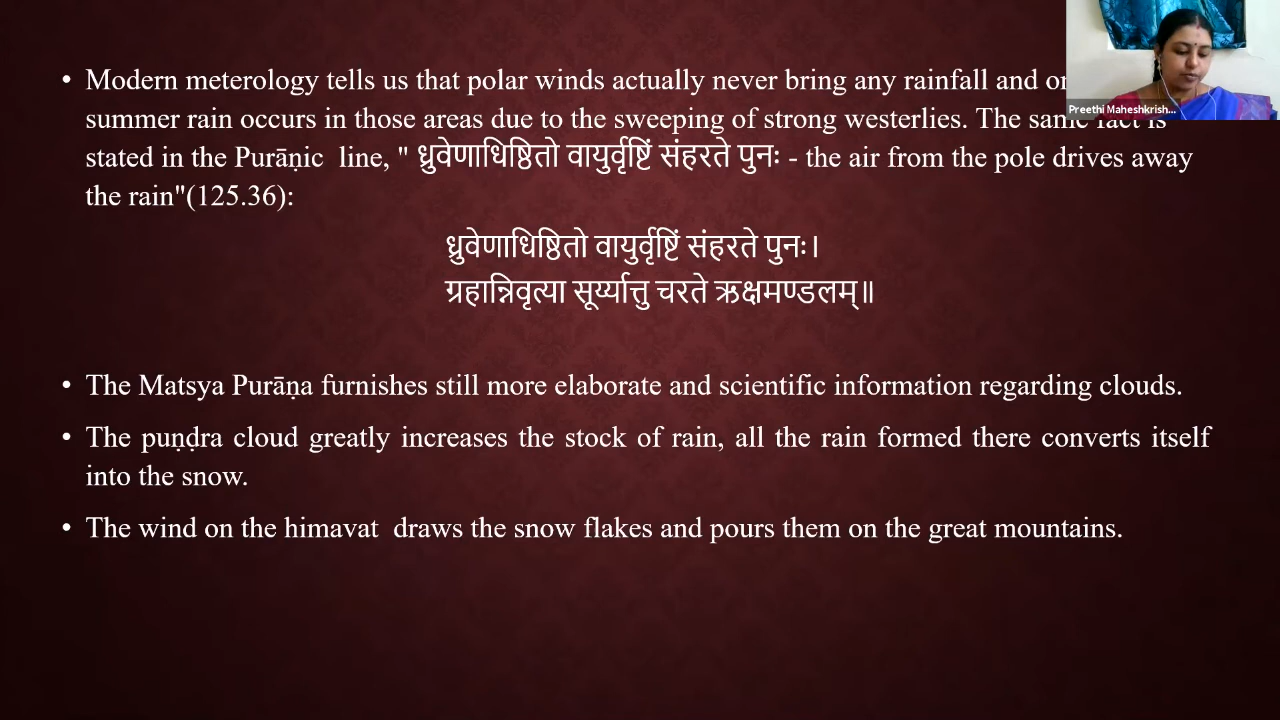 • Modern meterology tells us that polar winds actually never bring any rainfall and
summer rain occurs in those areas due to the sweeping of strong westerlies. The same fact is
stated in the Purāṇic line, " ध्रुवेणाधिष्ठितो वायुर्वृष्टिं संहरते पुनः - the air from the pole drives away
the rain"(125.36):
ध्रुवेणाधिष्ठितो वायुर्वृष्टिं संहरते पुनः।
ग्रहान्निवृत्या सूर्य्यात्तु चरते ऋक्षमण्डलम्॥
• The Matsya Purāṇa furnishes still more elaborate and scientific information regarding clouds.
• The puṇḍra cloud greatly increases the stock of rain, all the rain formed there converts itself
into the snow.
• The wind on the himavat draws the snow flakes and pours them on the great mountains.
Preethi Maheshkrish...